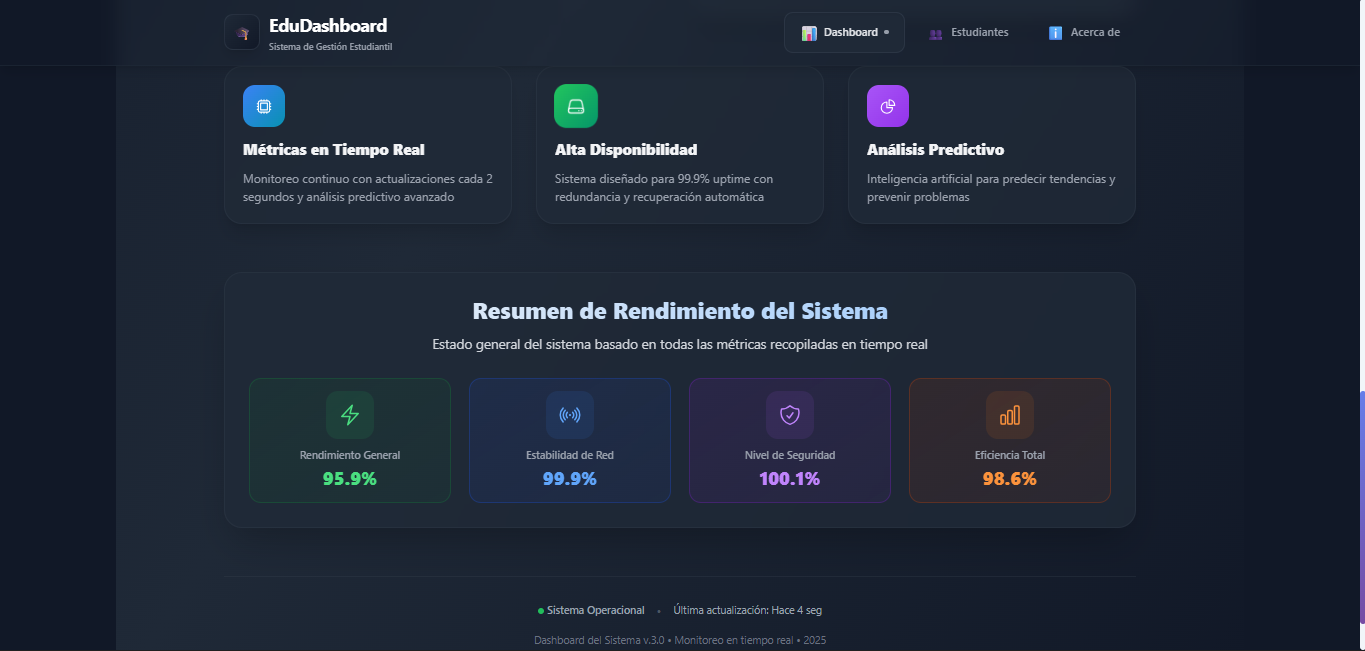 EduDashboard
Sistema de Gestión Estudiantil
Dashboard
Estudiantes
Acerca de
Métricas en Tiempo Real
Monitoreo continuo con actualizaciones cada 2
segundos y análisis predictivo avanzado
Alta Disponibilidad
Sistema diseñado para 99.9% uptime con
redundancia y recuperación automática
Análisis Predictivo
Inteligencia artificial para predecir tendencias y
prevenir problemas
Resumen de Rendimiento del Sistema
Estado general del sistema basado en todas las métricas recopiladas en tiempo real
Rendimiento General
95.9%
Estabilidad de Red
99.9%
Nivel de Seguridad
100.1%
Eficiencia Total
98.6%
Sistema Operacional • Última actualización: Hace 4 seg
Dashboard del Sistema v.3.0 • Monitoreo en tiempo real • 2025